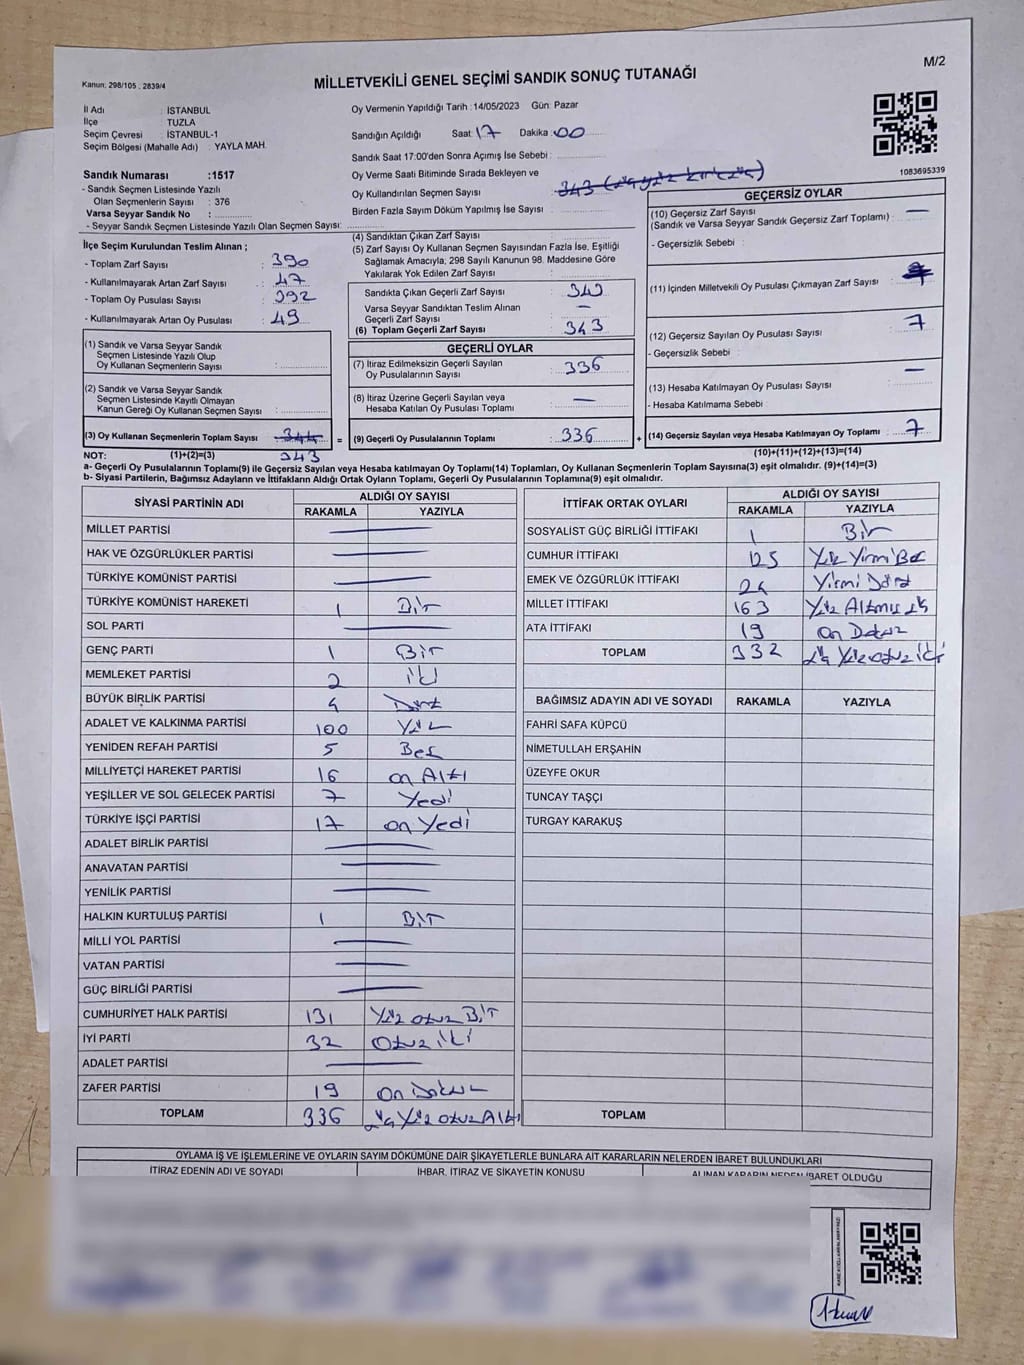 M/2
Kanun: 298/105 , 2839/4
MİLLETVEKİLİ GENEL SEÇİMİ SANDIK SONUÇ TUTANAĞI
İl Adı : İSTANBUL
İlçe : TUZLA
Seçim Çevresi : İSTANBUL-1
Seçim Bölgesi (Mahalle Adı) : YAYLA MAH.
Sandık Numarası :1517
- Sandık Seçmen Listesinde Yazılı
Olan Seçmenlerin Sayısı : 376
Varsa Seyyar Sandık No :
- Seyyar Sandık Seçmen Listesinde Yazılı Olan Seçmen Sayısı:
Oy Vermenin Yapıldığı Tarih :14/05/2023 Gün: Pazar
Sandığın Açıldığı Saat: 17 Dakika : 00
Sandık Saat 17:00'den Sonra Açımış İse Sebebi :
Oy Verme Saati Bitiminde Sırada Bekleyen ve
Oy Kullandırılan Seçmen Sayısı :
Birden Fazla Sayım Döküm Yapılmış İse Sayısı :
1083695339
İlçe Seçim Kurulundan Teslim Alınan ;
- Toplam Zarf Sayısı : 390
- Kullanılmayarak Artan Zarf Sayısı : 47
- Toplam Oy Pusulası Sayısı : 392
- Kullanılmayarak Artan Oy Pusulası : 49
(1) Sandık ve Varsa Seyyar Sandık
Seçmen Listesinde Yazılı Olup
Oy Kullanan Seçmenlerin Sayısı :
(2) Sandık ve Varsa Seyyar Sandık
Seçmen Listesinde Kayıtlı Olmayan
Kanun Gereği Oy Kullanan Seçmen Sayısı :
(3) Oy Kullanan Seçmenlerin Toplam Sayısı : 344 =
343
(4) Sandıktan Çıkan Zarf Sayısı :
(5) Zarf Sayısı Oy Kullanan Seçmen Sayısından Fazla İse, Eşitliği
Sağlamak Amacıyla; 298 Sayılı Kanunun 98. Maddesine Göre
Yakılarak Yok Edilen Zarf Sayısı :
Sandıkta Çıkan Geçerli Zarf Sayısı : 343
Varsa Seyyar Sandıktan Teslim Alınan
Geçerli Zarf Sayısı : —
(6) Toplam Geçerli Zarf Sayısı : 343
GEÇERLİ OYLAR
(7) İtiraz Edilmeksizin Geçerli Sayılan
Oy Pusulalarının Sayısı : 336
(8) İtiraz Üzerine Geçerli Sayılan veya
Hesaba Katılan Oy Pusulası Toplamı : —
(9) Geçerli Oy Pusulalarının Toplamı : 336 +
GEÇERSİZ OYLAR
(10) Geçersiz Zarf Sayısı
(Sandık ve Varsa Seyyar Sandık Geçersiz Zarf Toplamı) : —
- Geçersizlik Sebebi :
(11) İçinden Milletvekili Oy Pusulası Çıkmayan Zarf Sayısı :
(12) Geçersiz Sayılan Oy Pusulası Sayısı : 7
- Geçersizlik Sebebi :
(13) Hesaba Katılmayan Oy Pusulası Sayısı : —
- Hesaba Katılmama Sebebi :
(14) Geçersiz Sayılan veya Hesaba Katılmayan Oy Toplamı : 7
NOT: (1)+(2)=(3) (10)+(11)+(12)+(13)=(14)
a- Geçerli Oy Pusulalarının Toplamı(9) ile Geçersiz Sayılan veya Hesaba katılmayan Oy Toplamı(14) Toplamları, Oy Kullanan Seçmenlerin Toplam Sayısına(3) eşit olmalıdır. (9)+(14)=(3)
b- Siyasi Partilerin, Bağımsız Adayların ve İttifakların Aldığı Ortak Oyların Toplamı, Geçerli Oy Pusulalarının Toplamına(9) eşit olmalıdır.
SİYASİ PARTİNİN ADI ALDIĞI OY SAYISI
RAKAMLA YAZIYLA
MİLLET PARTİSİ —
HAK VE ÖZGÜRLÜKLER PARTİSİ —
TÜRKİYE KOMÜNİST PARTİSİ —
TÜRKİYE KOMÜNİST HAREKETİ 1 Bir
SOL PARTİ —
GENÇ PARTİ 1 Bir
MEMLEKET PARTİSİ 2 iki
BÜYÜK BİRLİK PARTİSİ 4 Dört
ADALET VE KALKINMA PARTİSİ 100 Yüz
YENİDEN REFAH PARTİSİ 5 Beş
MİLLİYETÇİ HAREKET PARTİSİ 16 on Altı
YEŞİLLER VE SOL GELECEK PARTİSİ 7 Yedi
TÜRKİYE İŞÇİ PARTİSİ 17 on Yedi
ADALET BİRLİK PARTİSİ —
ANAVATAN PARTİSİ —
YENİLİK PARTİSİ —
HALKIN KURTULUŞ PARTİSİ 1 Bir
MİLLİ YOL PARTİSİ —
VATAN PARTİSİ —
GÜÇ BİRLİĞİ PARTİSİ —
CUMHURİYET HALK PARTİSİ 131 Yüz otuz Bir
İYİ PARTİ 32 Otuz iki
ADALET PARTİSİ —
ZAFER PARTİSİ 19 on Dokuz
TOPLAM 336 üç Yüz otuz Altı
İTTİFAK ORTAK OYLARI ALDIĞI OY SAYISI
RAKAMLA YAZIYLA
SOSYALİST GÜÇ BİRLİĞİ İTTİFAKI 1 Bir
CUMHUR İTTİFAKI 125 Yüz Yirmi Beş
EMEK VE ÖZGÜRLÜK İTTİFAKI 24 Yirmi Dört
MİLLET İTTİFAKI 163 Yüz Altmış üç
ATA İTTİFAKI 19 on Dokuz
TOPLAM 332 üç Yüz otuz iki
BAĞIMSIZ ADAYIN ADI VE SOYADI RAKAMLA YAZIYLA
FAHRİ SAFA KÜPCÜ
NİMETULLAH ERŞAHİN
ÜZEYFE OKUR
TUNCAY TAŞÇI
TURGAY KARAKUŞ
TOPLAM
OYLAMA İŞ VE İŞLEMLERİNE VE OYLARIN SAYIM DÖKÜMÜNE DAİR ŞİKAYETLERLE BUNLARA AİT KARARLARIN NELERDEN İBARET BULUNDUKLARI
İTİRAZ EDENİN ADI VE SOYADI İHBAR, İTİRAZ VE ŞİKAYETİN KONUSU ALINAN KARARIN NEDEN İBARET OLDUĞU